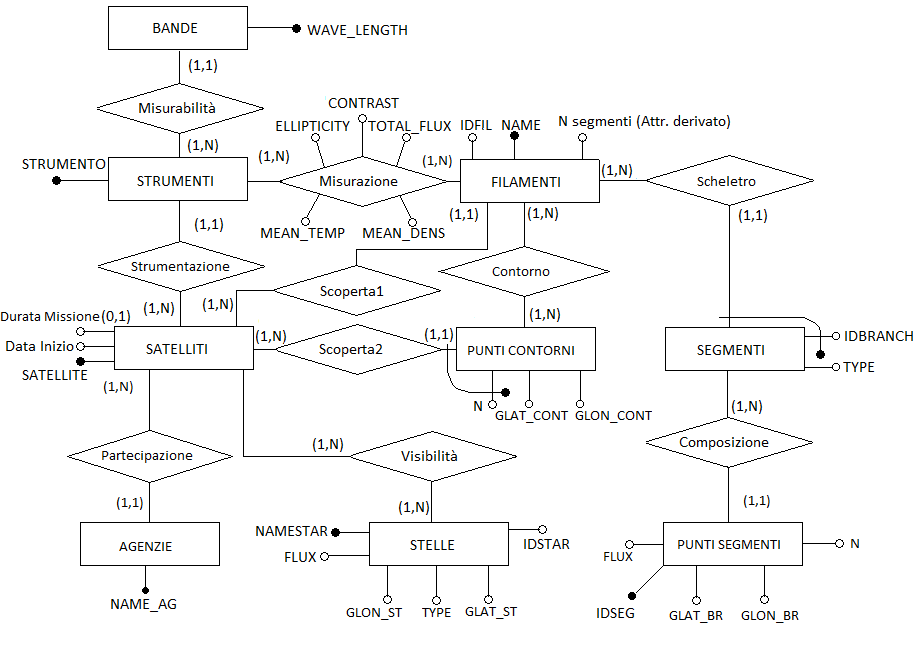 BANDE
WAVE_LENGTH
(1,1)
Misurabilità
CONTRAST
ELLIPTICITY
TOTAL_FLUX
IDFIL
NAME
N segmenti (Attr. derivato)
(1,N)
STRUMENTO
(1,N)
(1,N)
(1,N)
STRUMENTI
Misurazione
FILAMENTI
Scheletro
(1,1)
(1,N)
(1,1)
(1,1)
MEAN_TEMP
MEAN_DENS
Strumentazione
Contorno
Scoperta1
(1,N)
(1,N)
Durata Missione (0,1)
(1,N)
Data Inizio
SATELLITI
(1,N)
Scoperta2
(1,1)
PUNTI CONTORNI
SEGMENTI
IDBRANCH
SATELLITE
TYPE
(1,N)
N
GLAT_CONT
GLON_CONT
(1,N)
(1,N)
Composizione
Partecipazione
Visibilità
(1,1)
(1,N)
(1,1)
NAMESTAR
IDSTAR
AGENZIE
STELLE
PUNTI SEGMENTI
N
FLUX
FLUX
NAME_AG
GLON_ST
TYPE
GLAT_ST
IDSEG
GLAT_BR
GLON_BR